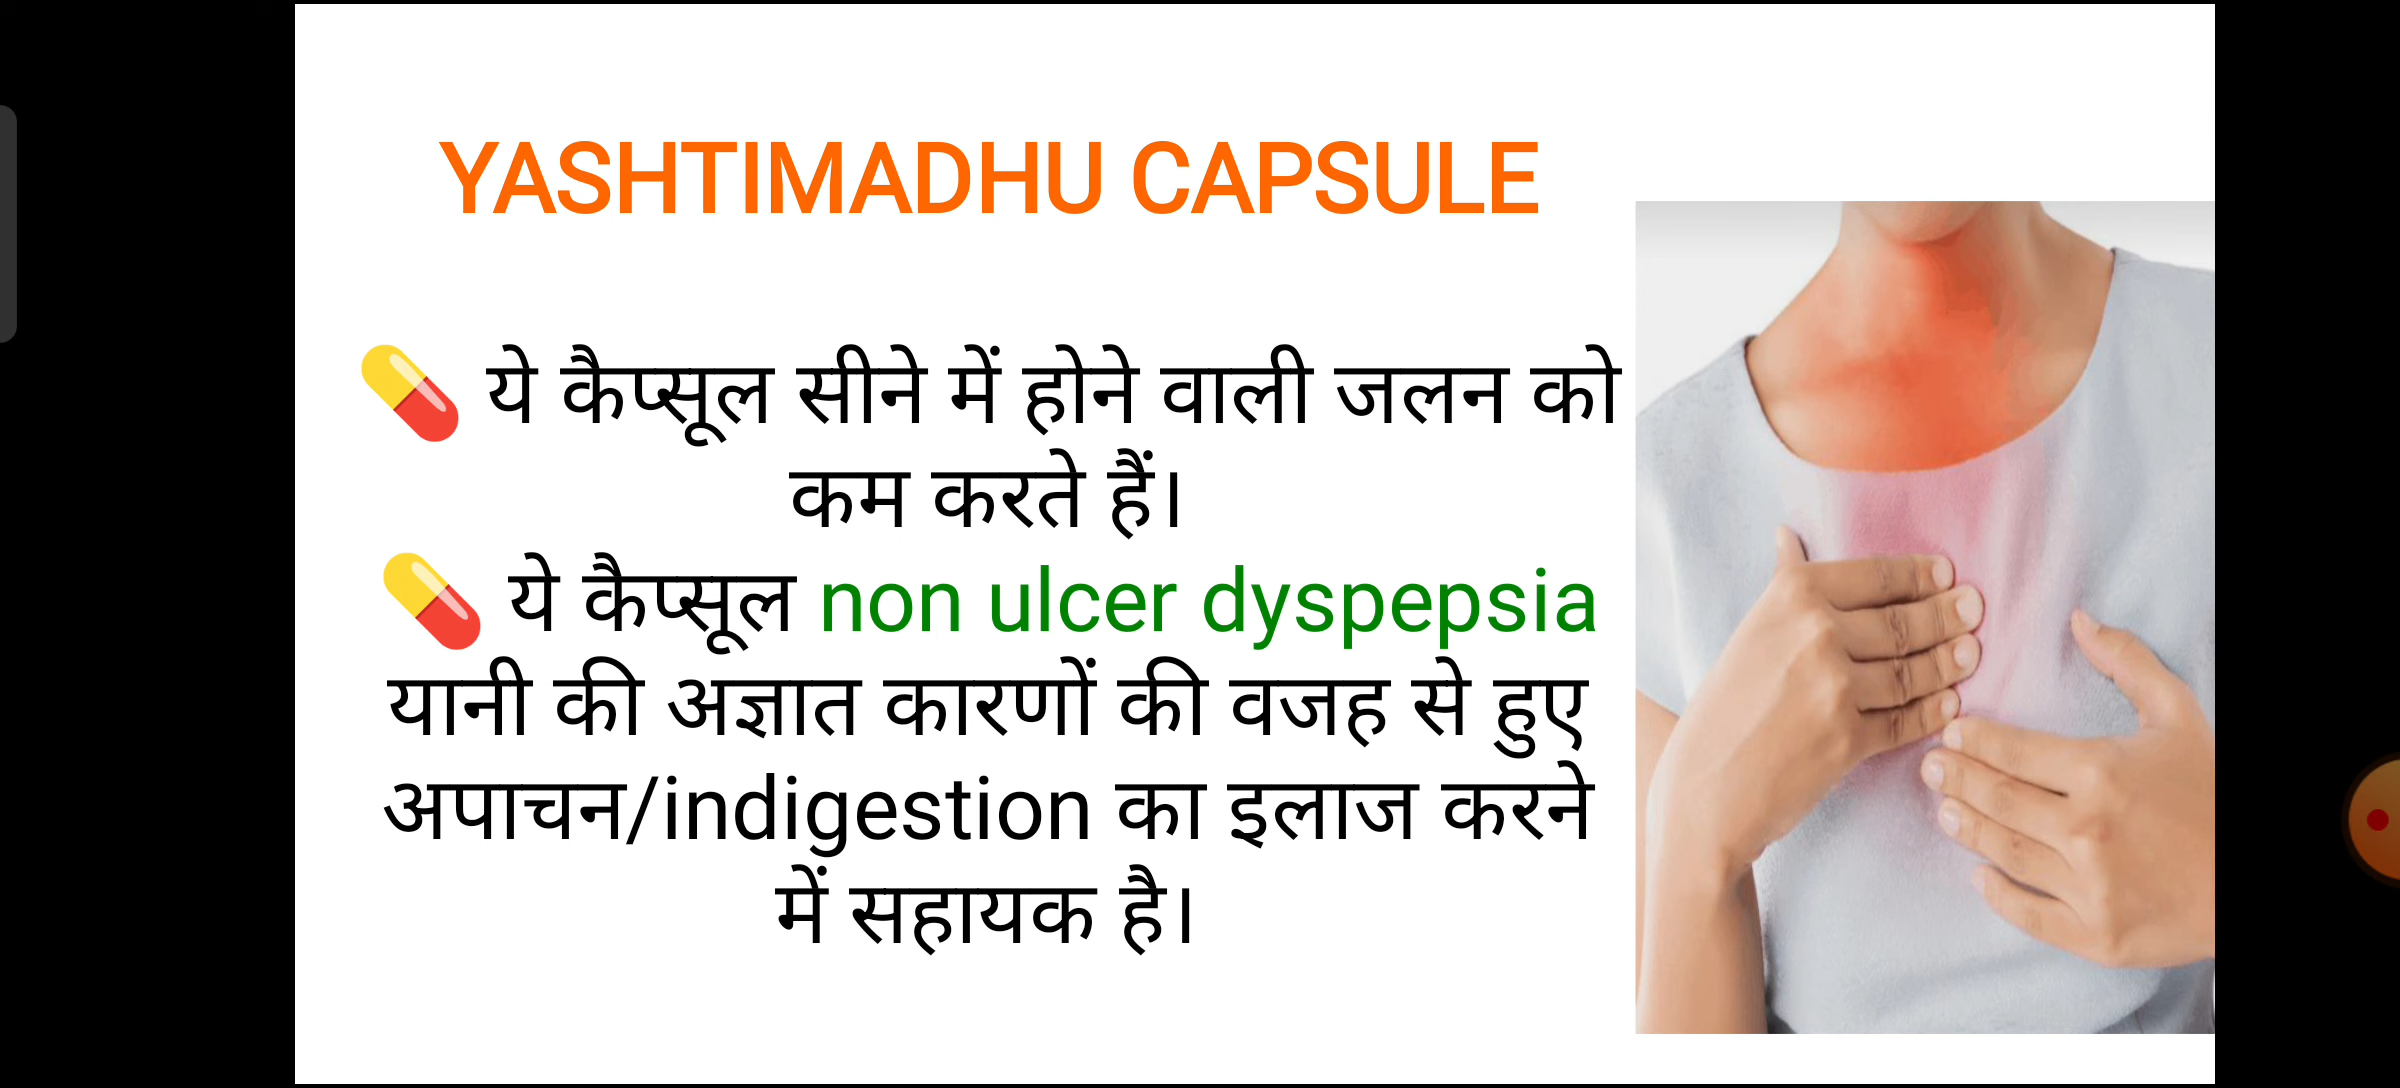 YASHTIMADHU CAPSULE
💊 ये कैप्सूल सीने में होने वाली जलन को
कम करते हैं।
💊 ये कैप्सूल non ulcer dyspepsia
यानी की अज्ञात कारणों की वजह से हुए
अपाचन/indigestion का इलाज करने
में सहायक है।